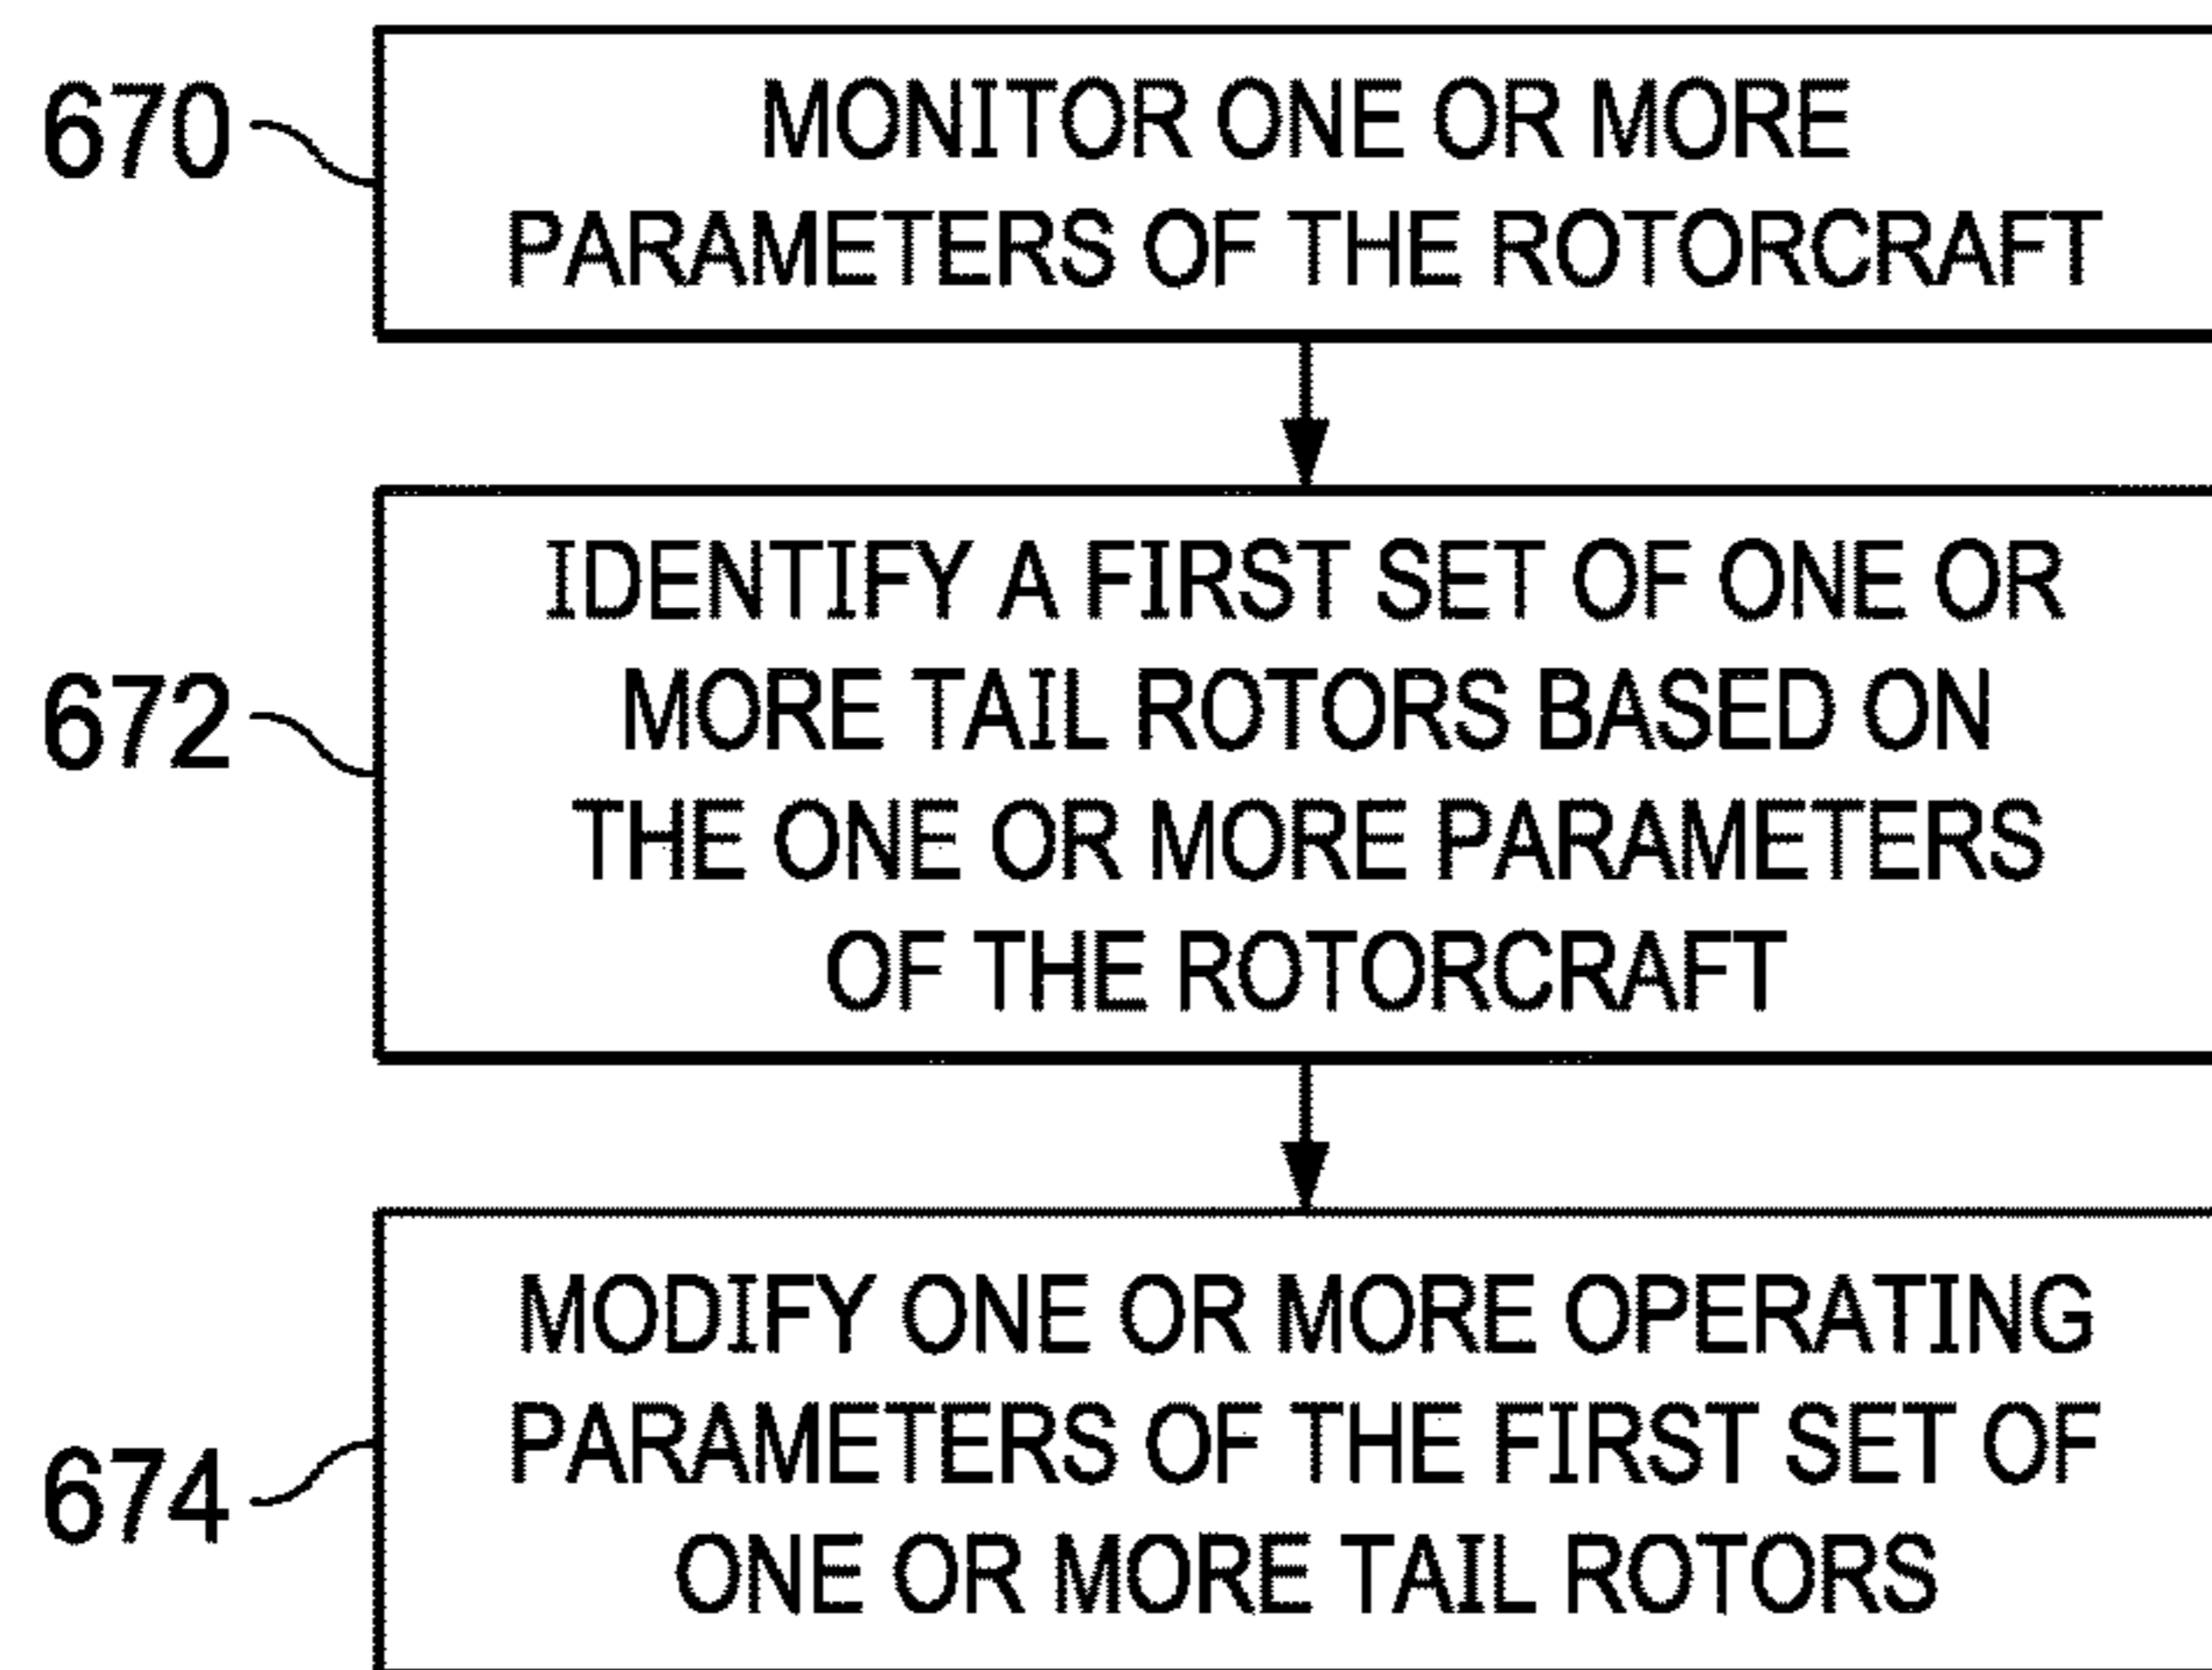 670
MONITOR ONE OR MORE
PARAMETERS OF THE ROTORCRAFT
672
IDENTIFY A FIRST SET OF ONE OR
MORE TAIL ROTORS BASED ON
THE ONE OR MORE PARAMETERS
OF THE ROTORCRAFT
674
MODIFY ONE OR MORE OPERATING
PARAMETERS OF THE FIRST SET OF
ONE OR MORE TAIL ROTORS